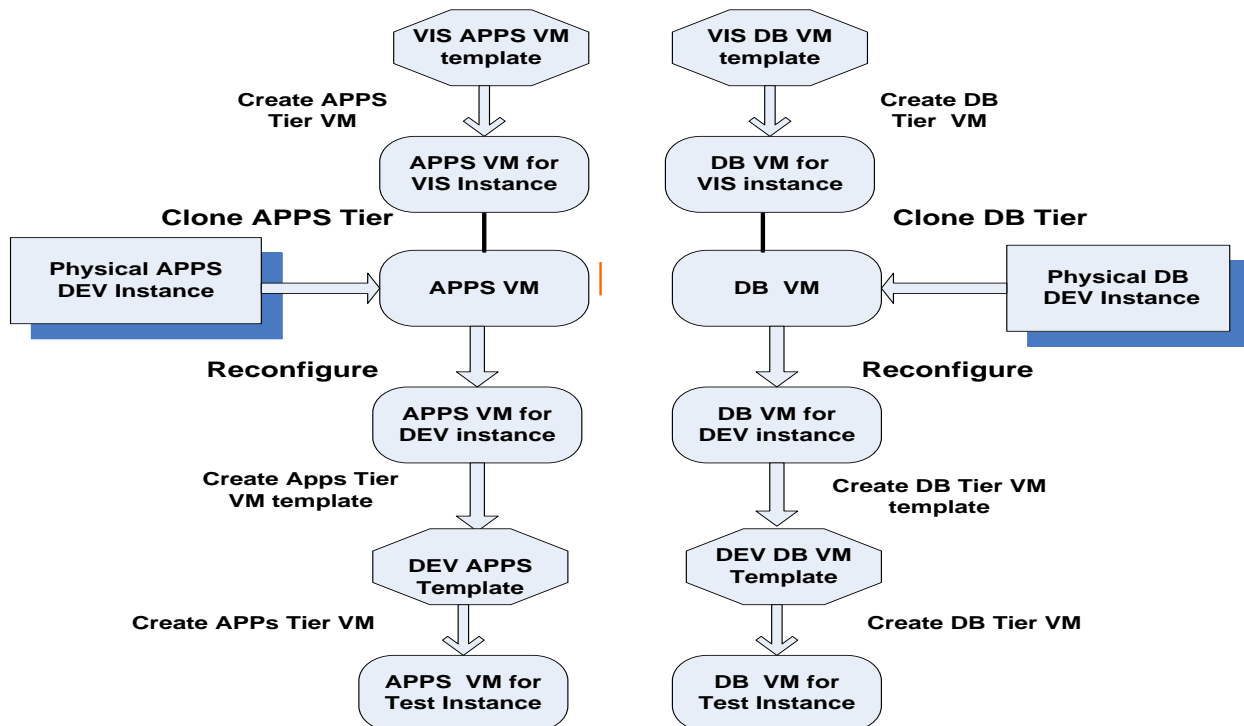 VIS APPS VM
template
VIS DB VM
template
Create APPS
Tier VM
Create DB
Tier VM
APPS VM for
VIS Instance
DB VM for
VIS instance
Clone APPS Tier
Clone DB Tier
Physical APPS
DEV Instance
APPS VM
DB VM
Physical DB
DEV Instance
Reconfigure
Reconfigure
APPS VM for
DEV instance
DB VM for
DEV instance
Create Apps Tier
VM template
Create DB Tier VM
template
DEV APPS
Template
DEV DB VM
Template
Create APPs Tier VM
Create DB Tier VM
APPS VM for
Test Instance
DB VM for
Test Instance